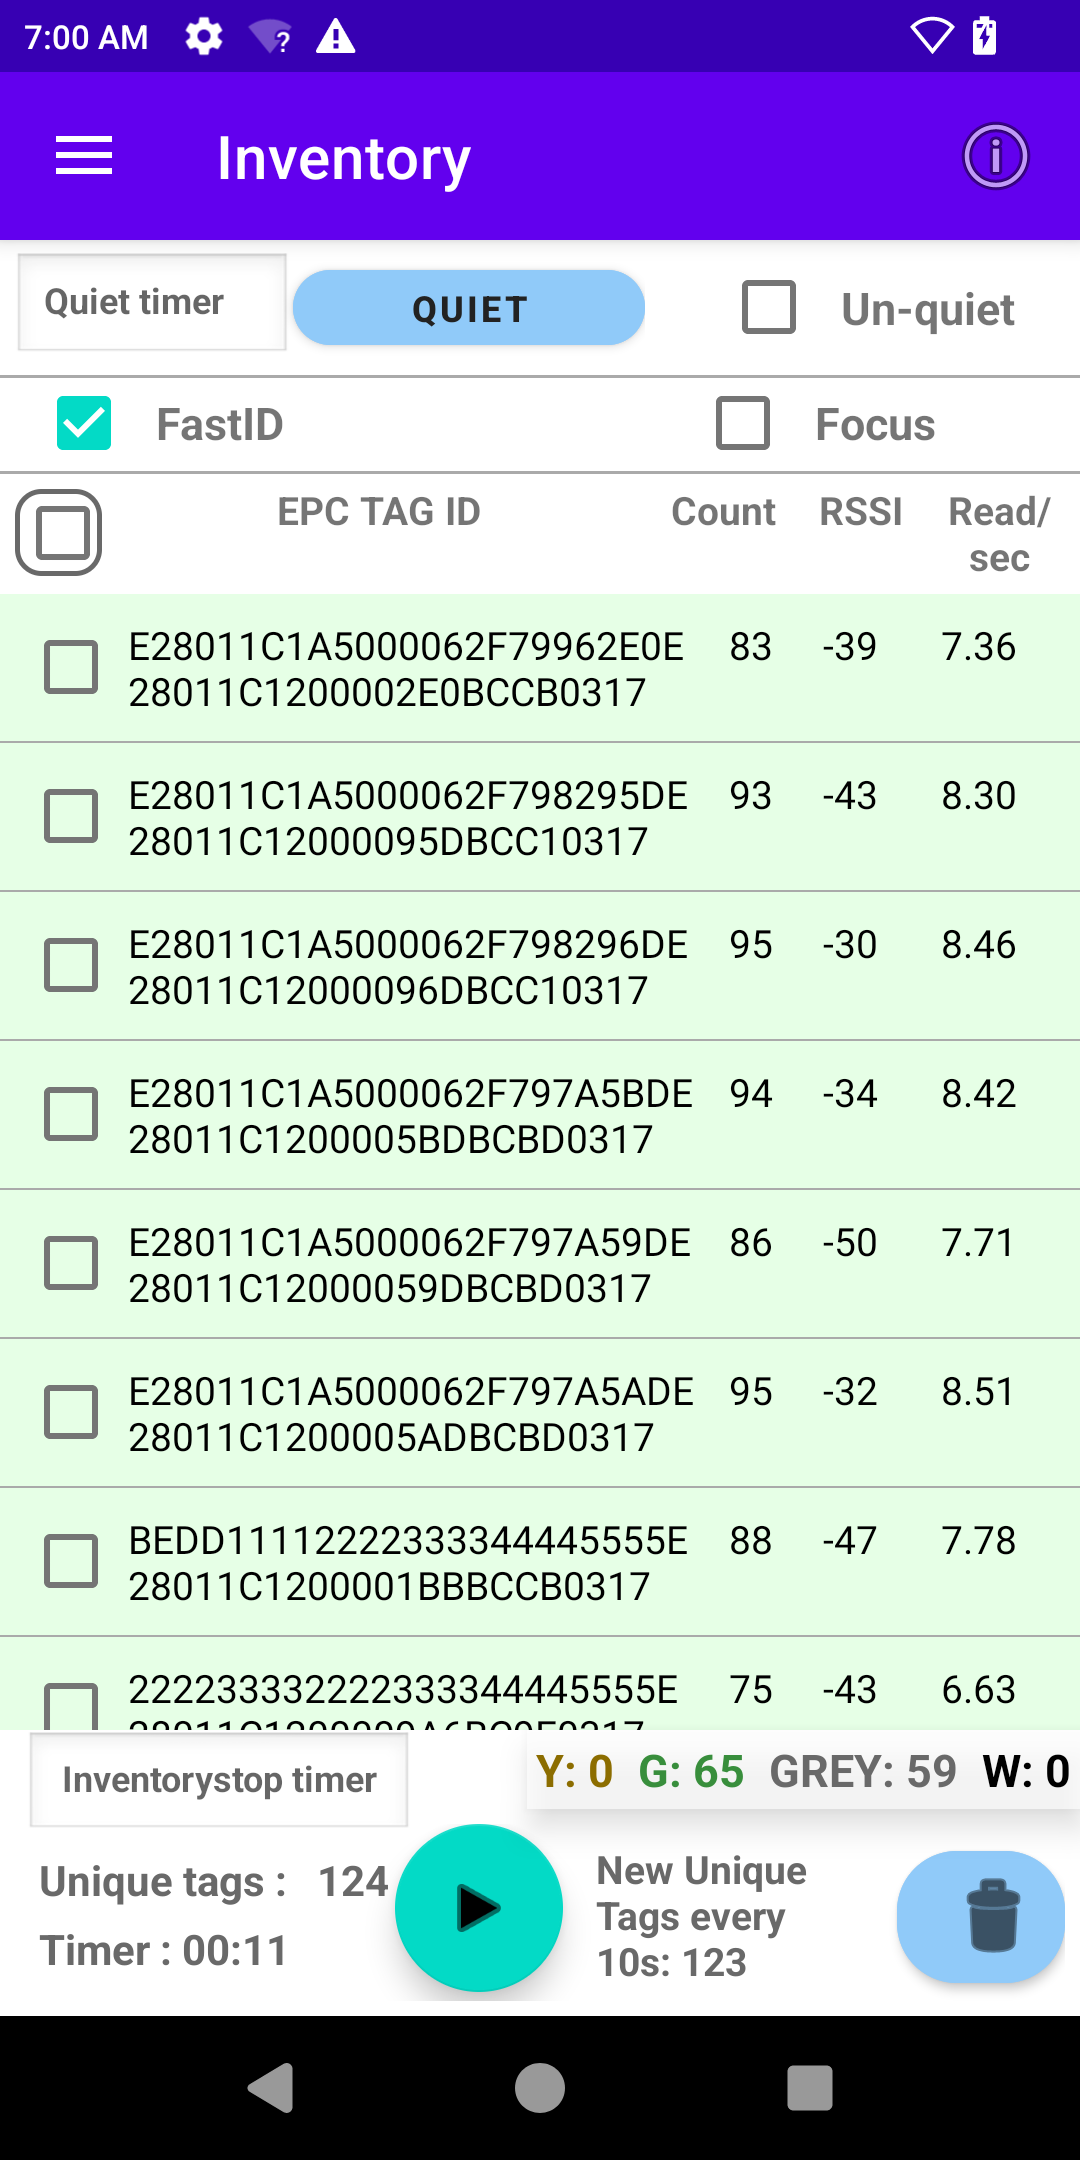 7:00 AM
Inventory
Quiet timer
QUIET
Un-quiet
FastID
Focus
EPC TAG ID Count RSSI Read/
sec
E28011C1A5000062F79962E0E 83 -39 7.36
28011C1200002E0BCCB0317
E28011C1A5000062F798295DE 93 -43 8.30
28011C12000095DBCC10317
E28011C1A5000062F798296DE 95 -30 8.46
28011C12000096DBCC10317
E28011C1A5000062F797A5BDE 94 -34 8.42
28011C1200005BDBCBD0317
E28011C1A5000062F797A59DE 86 -50 7.71
28011C12000059DBCBD0317
E28011C1A5000062F797A5ADE 95 -32 8.51
28011C1200005ADBCBD0317
BEDD11112222333344445555E 88 -47 7.78
28011C1200001BBBCCB0317
222233332222333344445555E 75 -43 6.63
Inventorystop timer
Y: 0 G: 65 GREY: 59 W: 0
Unique tags : 124
Timer : 00:11
New Unique
Tags every
10s: 123